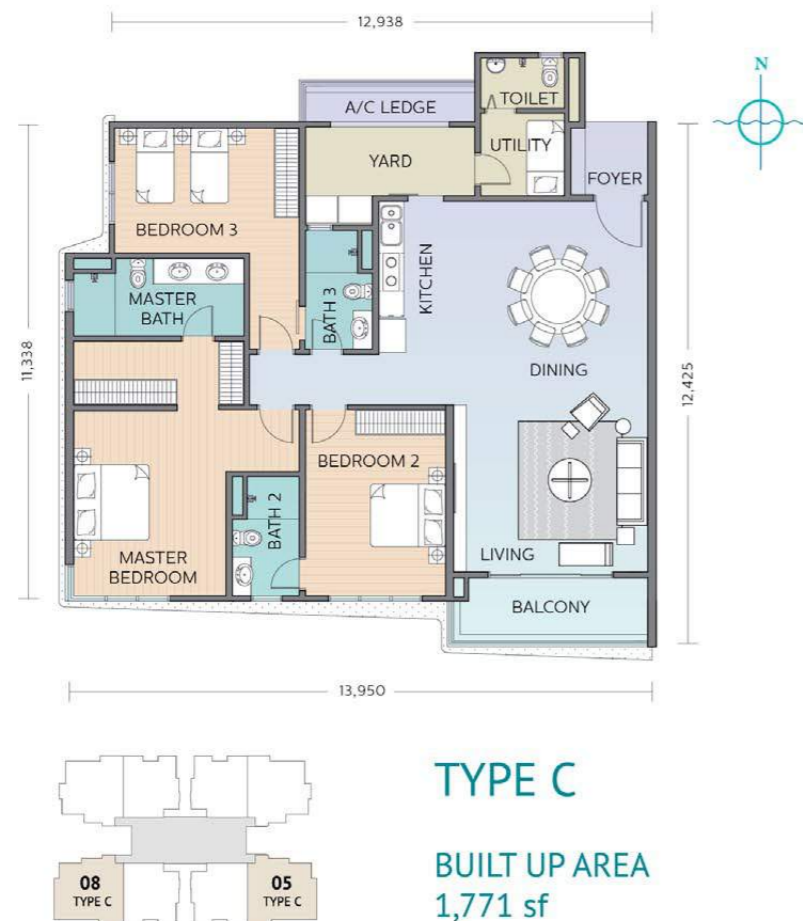 12,938
N
TOILET
A/C LEDGE
UTILITY
YARD
FOYER
BEDROOM 3
KITCHEN
MASTER
BATH
BATH 3
11,338
12,425
DINING
BEDROOM 2
BATH 2
LIVING
MASTER
BEDROOM
BALCONY
13,950
TYPE C
BUILT UP AREA
1,771 sf
08
TYPE C
05
TYPE C